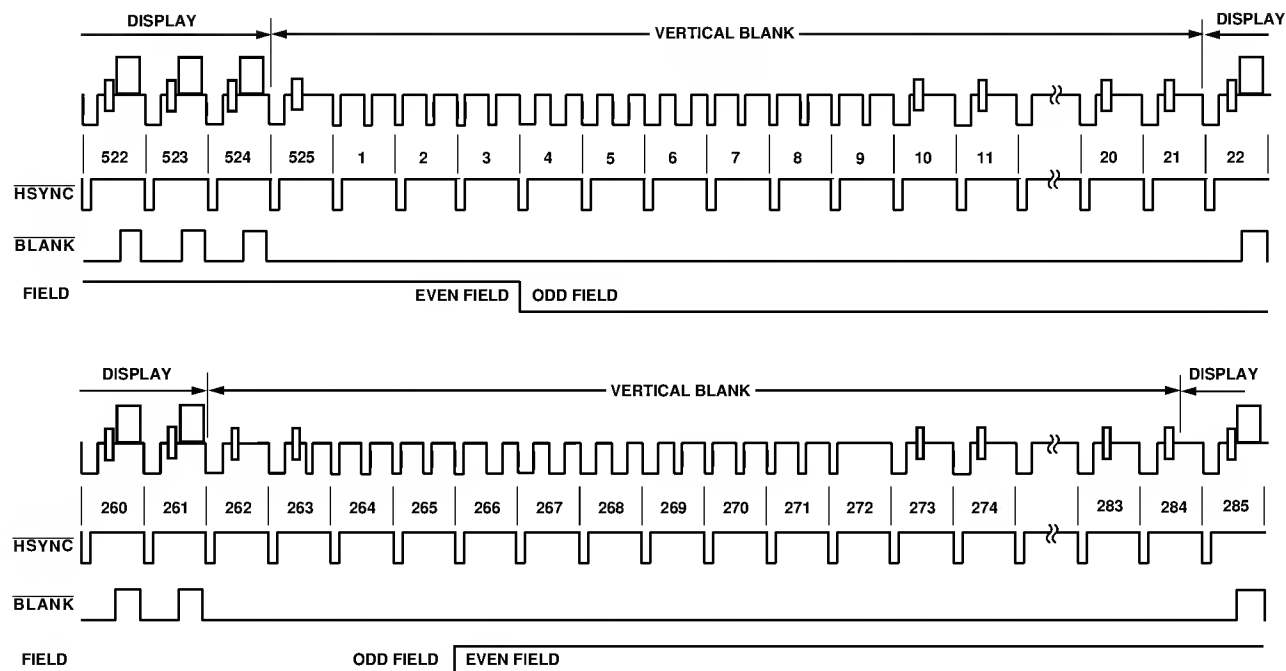 DISPLAY VERTICAL BLANK DISPLAY
522 523 524 525 1 2 3 4 5 6 7 8 9 10 11 20 21 22
HSYNC
BLANK
FIELD EVEN FIELD ODD FIELD
DISPLAY VERTICAL BLANK DISPLAY
260 261 262 263 264 265 266 267 268 269 270 271 272 273 274 283 284 285
HSYNC
BLANK
FIELD ODD FIELD EVEN FIELD